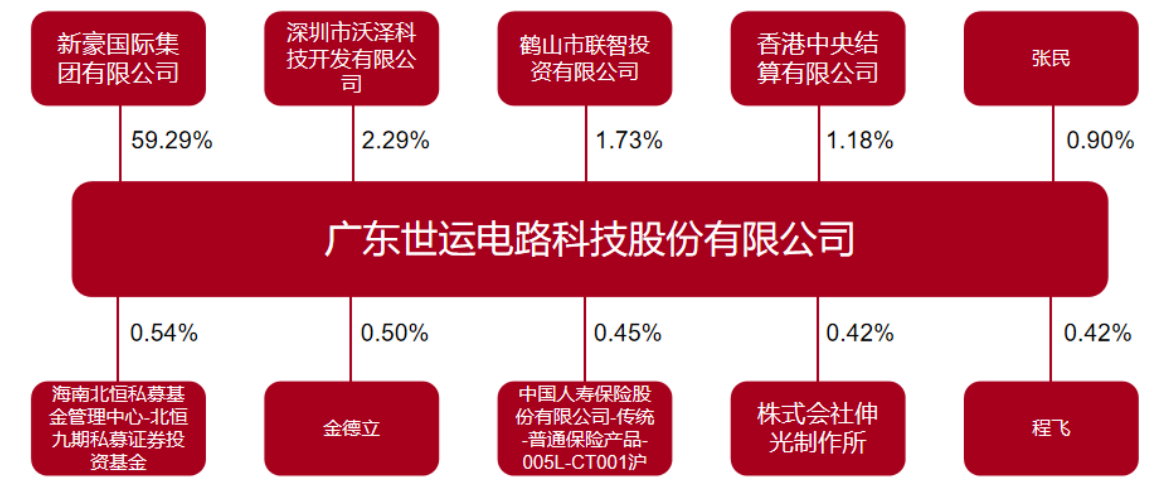 新豪国际集
团有限公司
深圳市沃泽科
技开发有限公
司
鹤山市联智投
资有限公司
香港中央结
算有限公司
张民
59.29%
2.29%
1.73%
1.18%
0.90%
广东世运电路科技股份有限公司
0.54%
0.50%
0.45%
0.42%
0.42%
海南北恒私募基
金管理中心-北恒
九期私募证券投
资基金
金德立
中国人寿保险股
份有限公司-传统
-普通保险产品-
005L-CT001沪
株式会社伸
光制作所
程飞